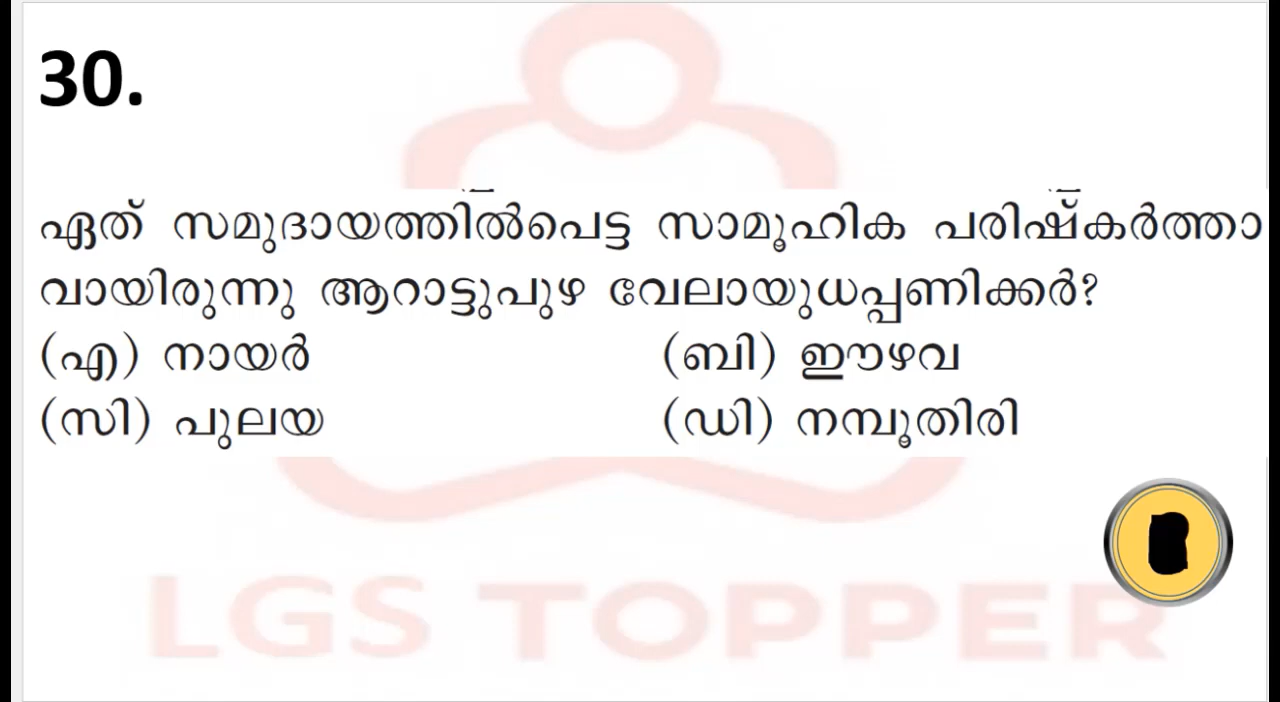 30.
ഏത് സമുദായത്തിൽപെട്ട സാമൂഹിക പരിഷ്കർത്താ
വായിരുന്നു ആറാട്ടുപുഴ വേലായുധപ്പണിക്കർ?
(എ) നായർ (ബി) ഈഴവ
(സി) പുലയ (ഡി) നമ്പൂതിരി
LGS TOPPER